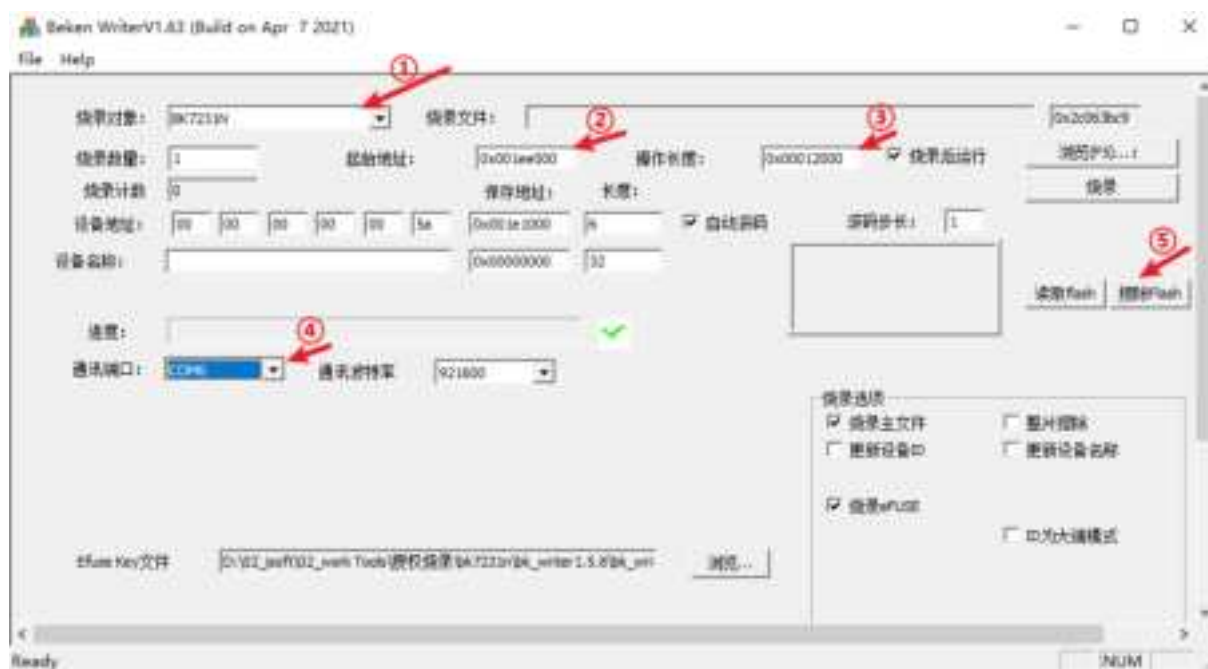 Beken WriterV1.63 (Build on Apr 7 2021)
File Help
①
烧录对象: BK7231N 烧录文件: 0x2c063bc9
② ③
烧录数量: 1 起始地址: 0x001ee000 操作长度: 0x00012000 烧录后运行
烧录计数 0 保存地址: 长度: 烧录
设备地址: 00 00 00 00 00 5a 0x001e1000 6 自动滚码 滚码步长: 1
设备名称: 0x00000000 32
⑤
读取flash 擦除Flash
进度: ④
通讯端口: COM6 通讯波特率 921600
烧录选项
烧录主文件 整片擦除
更新设备ID 更新设备名称
烧录eFUSE
ID为大端模式
Efuse Key文件 浏览...
Ready NUM